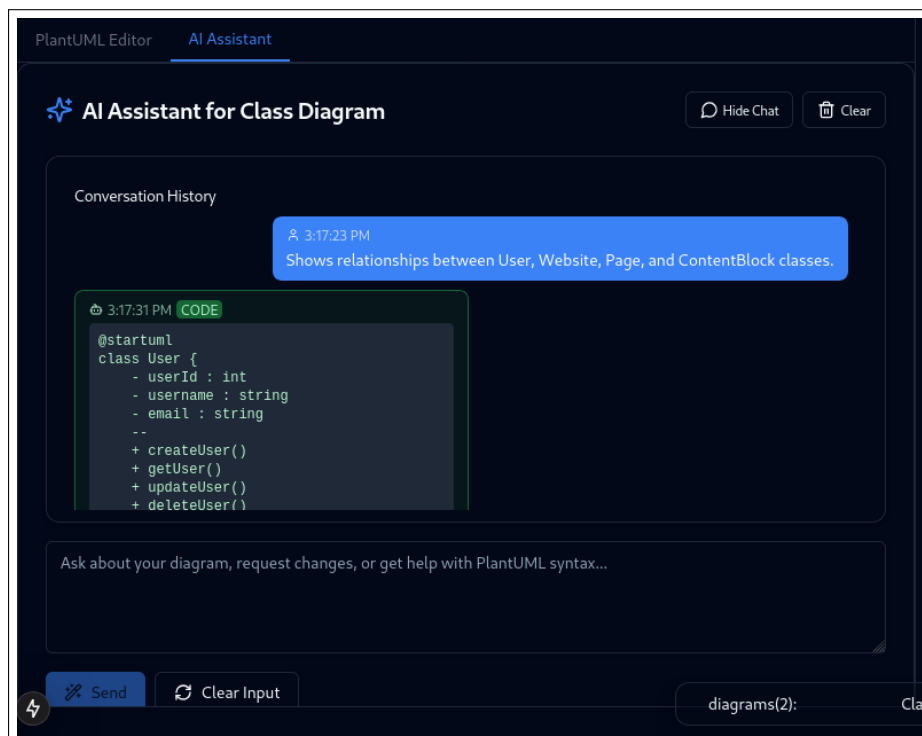 PlantUML Editor AI Assistant
AI Assistant for Class Diagram
Hide Chat Clear
Conversation History
3:17:23 PM
Shows relationships between User, Website, Page, and ContentBlock classes.
3:17:31 PM CODE
@startuml
class User {
- userId : int
- username : string
- email : string
--
+ createUser()
+ getUser()
+ updateUser()
+ deleteUser()
Ask about your diagram, request changes, or get help with PlantUML syntax...
Send Clear Input
diagrams(2): Cla